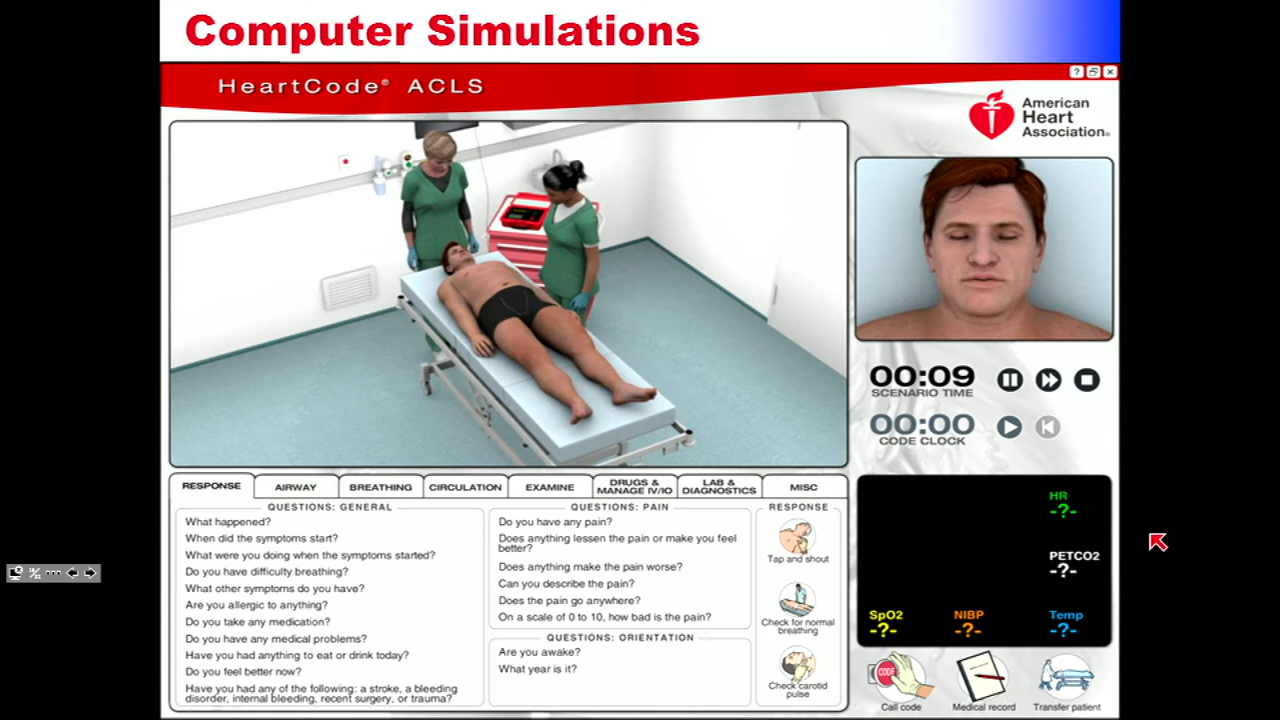 Computer Simulations
HeartCode® ACLS
American
Heart
Association®
00:09
SCENARIO TIME
00:00
CODE CLOCK
RESPONSE
AIRWAY
BREATHING
CIRCULATION
EXAMINE
DRUGS &
MANAGE IV/IO
LAB &
DIAGNOSTICS
MISC
QUESTIONS: GENERAL
What happened?
When did the symptoms start?
What were you doing when the symptoms started?
Do you have difficulty breathing?
What other symptoms do you have?
Are you allergic to anything?
Do you take any medication?
Do you have any medical problems?
Have you had anything to eat or drink today?
Do you feel better now?
Have you had any of the following: a stroke, a bleeding
disorder, internal bleeding, recent surgery, or trauma?
QUESTIONS: PAIN
Do you have any pain?
Does anything lessen the pain or make you feel
better?
Does anything make the pain worse?
Can you describe the pain?
Does the pain go anywhere?
On a scale of 0 to 10, how bad is the pain?
QUESTIONS: ORIENTATION
Are you awake?
What year is it?
RESPONSE
Tap and shout
Check for normal
breathing
Check carotid
pulse
HR
-?-
PETCO2
-?-
SpO2
-?-
NIBP
-?-
Temp
-?-
CODE
Call code
Medical record
Transfer patient